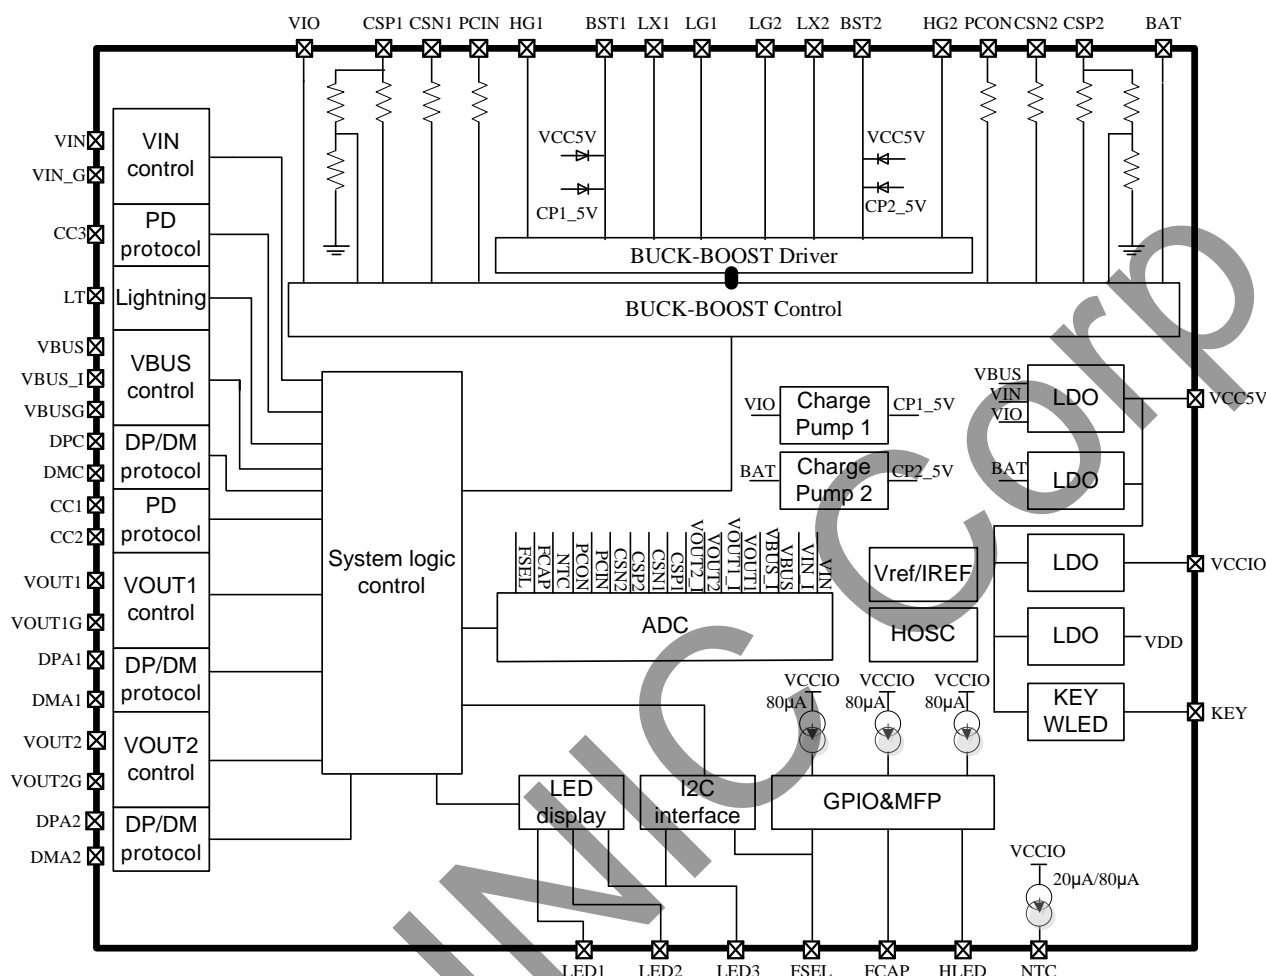 VIO CSP1 CSN1 PCIN HG1 BST1 LX1 LG1 LG2 LX2 BST2 HG2 PCON CSN2 CSP2 BAT
VIN
VIN_G
CC3
LT
VBUS
VBUS_I
VBUSG
DPC
DMC
CC1
CC2
VOUT1
VOUT1G
DPA1
DMA1
VOUT2
VOUT2G
DPA2
DMA2
VIN
control
PD
protocol
Lightning
VBUS
control
DP/DM
protocol
PD
protocol
VOUT1
control
DP/DM
protocol
VOUT2
control
DP/DM
protocol
VCC5V
CP1_5V
VCC5V
CP2_5V
BUCK-BOOST Driver
BUCK-BOOST Control
System logic
control
VIO
Charge
Pump 1
CP1_5V
BAT
Charge
Pump 2
CP2_5V
VBUS
VIN
VIO
LDO
VCC5V
BAT
LDO
LDO
VCCIO
LDO
VDD
KEY
WLED
KEY
FSEL
FCAP
NTC
PCON
PCIN
CSN2
CSP2
CSN1
CSP1
VOUT2_I
VOUT2
VOUT1_I
VOUT1
VBUS_I
VBUS
VIN_I
VIN
ADC
Vref/IREF
HOSC
VCCIO
80µA
VCCIO
80µA
VCCIO
80µA
LED
display
I2C
interface
GPIO&MFP
VCCIO
20µA/80µA
LED1 LED2 LED3 FSEL FCAP HLED NTC
INIC Corp